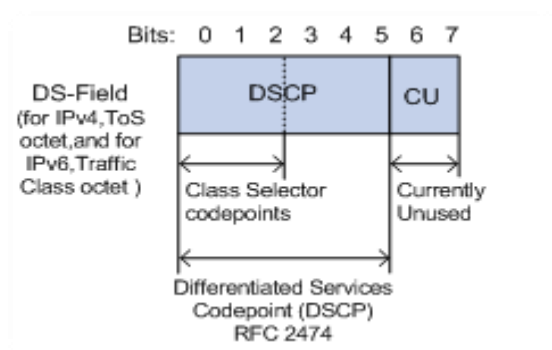 Bits: 0 1 2 3 4 5 6 7
DS-Field
(for IPv4,ToS
octet,and for
IPv6,Traffic
Class octet )
DSCP
CU
Class Selector
codepoints
Currently
Unused
Differentiated Services
Codepoint (DSCP)
RFC 2474